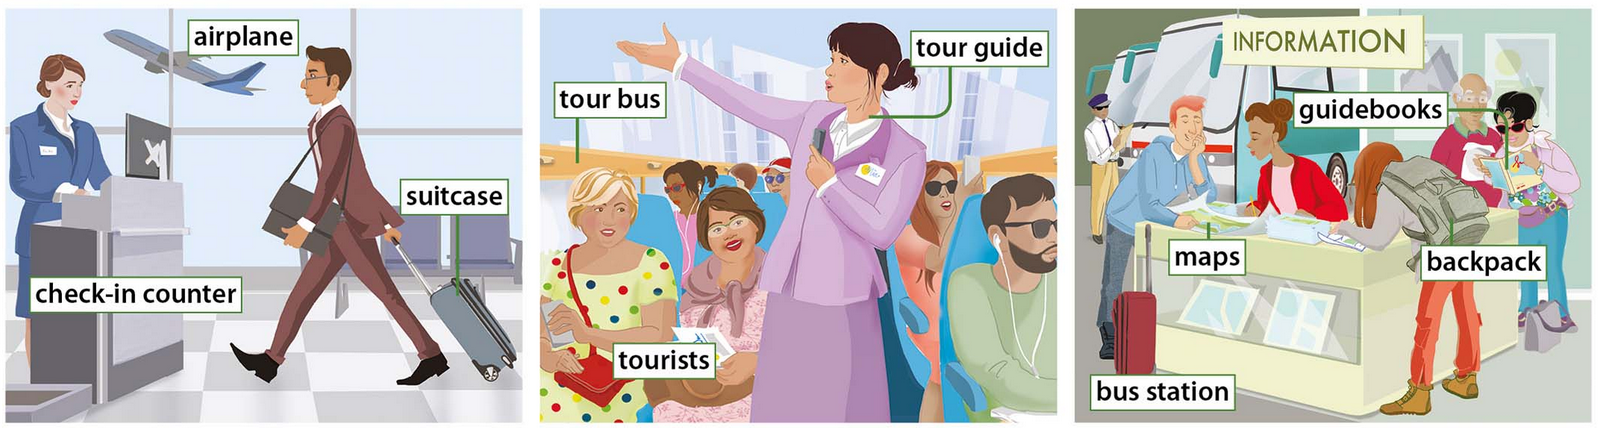 airplane
suitcase
check-in counter
tour guide
tour bus
tourists
INFORMATION
guidebooks
maps
backpack
bus station